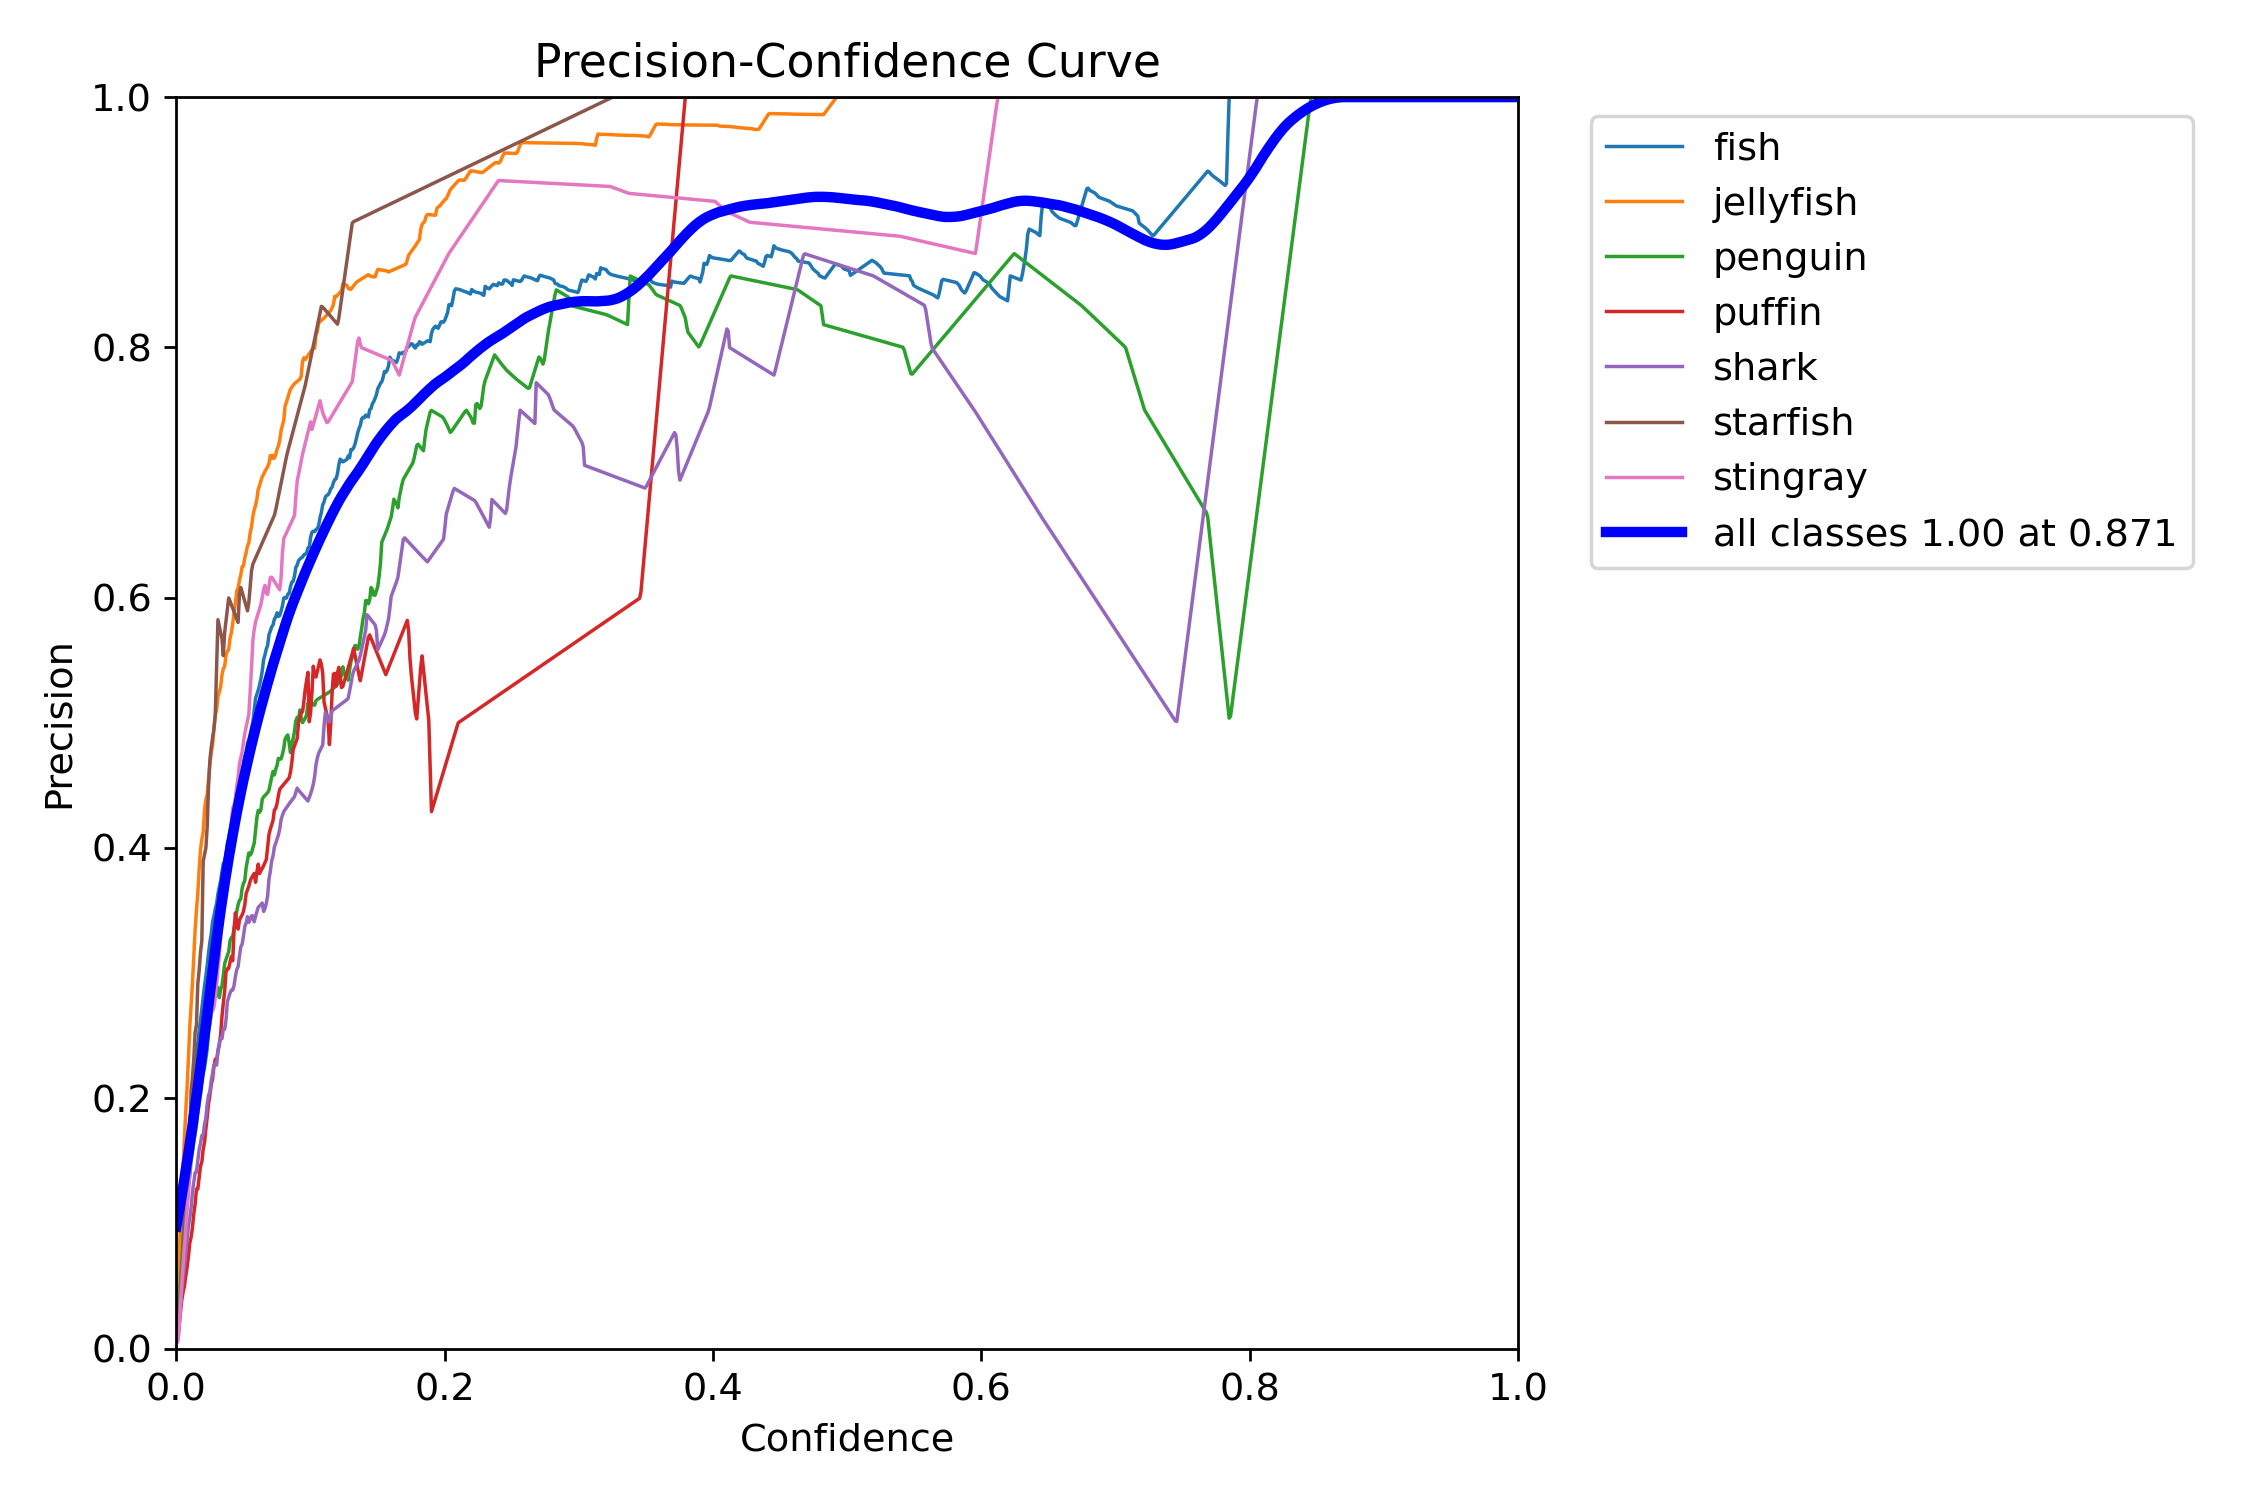 Precision-Confidence Curve
1.0
0.8
0.6
0.4
0.2
0.0
Precision
0.0 0.2 0.4 0.6 0.8 1.0
Confidence
fish
jellyfish
penguin
puffin
shark
starfish
stingray
all classes 1.00 at 0.871